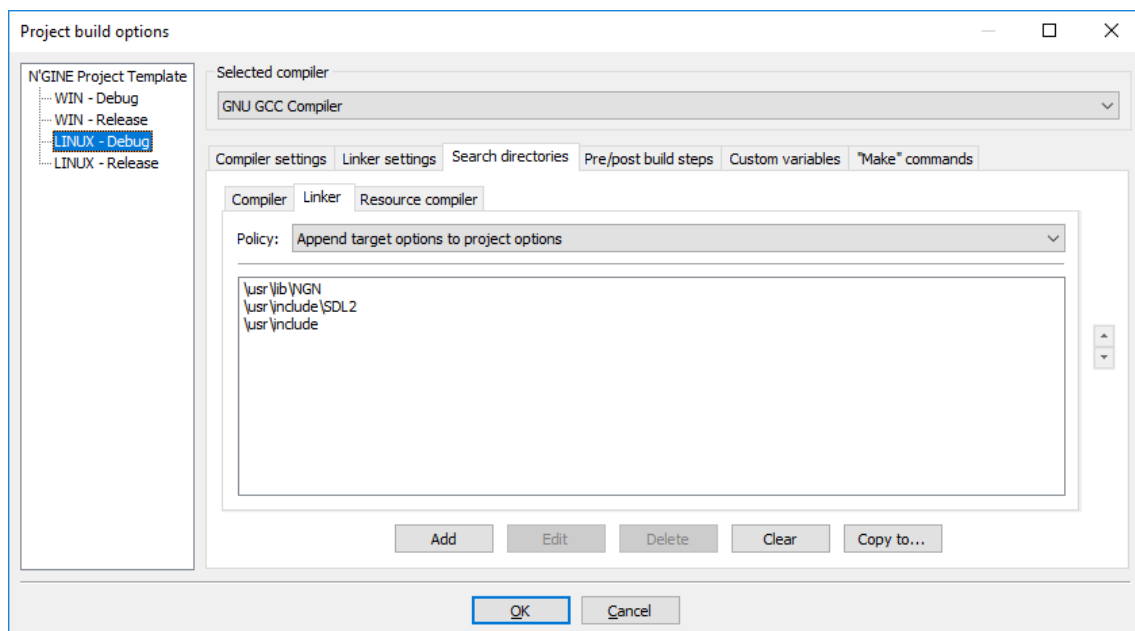 Project build options
N'GINE Project Template
WIN - Debug
WIN - Release
LINUX - Debug
LINUX - Release
Selected compiler
GNU GCC Compiler
Compiler settings Linker settings Search directories Pre/post build steps Custom variables "Make" commands
Compiler Linker Resource compiler
Policy: Append target options to project options
\usr\lib\NGN
\usr\include\SDL2
\usr\include
Add Edit Delete Clear Copy to...
OK Cancel